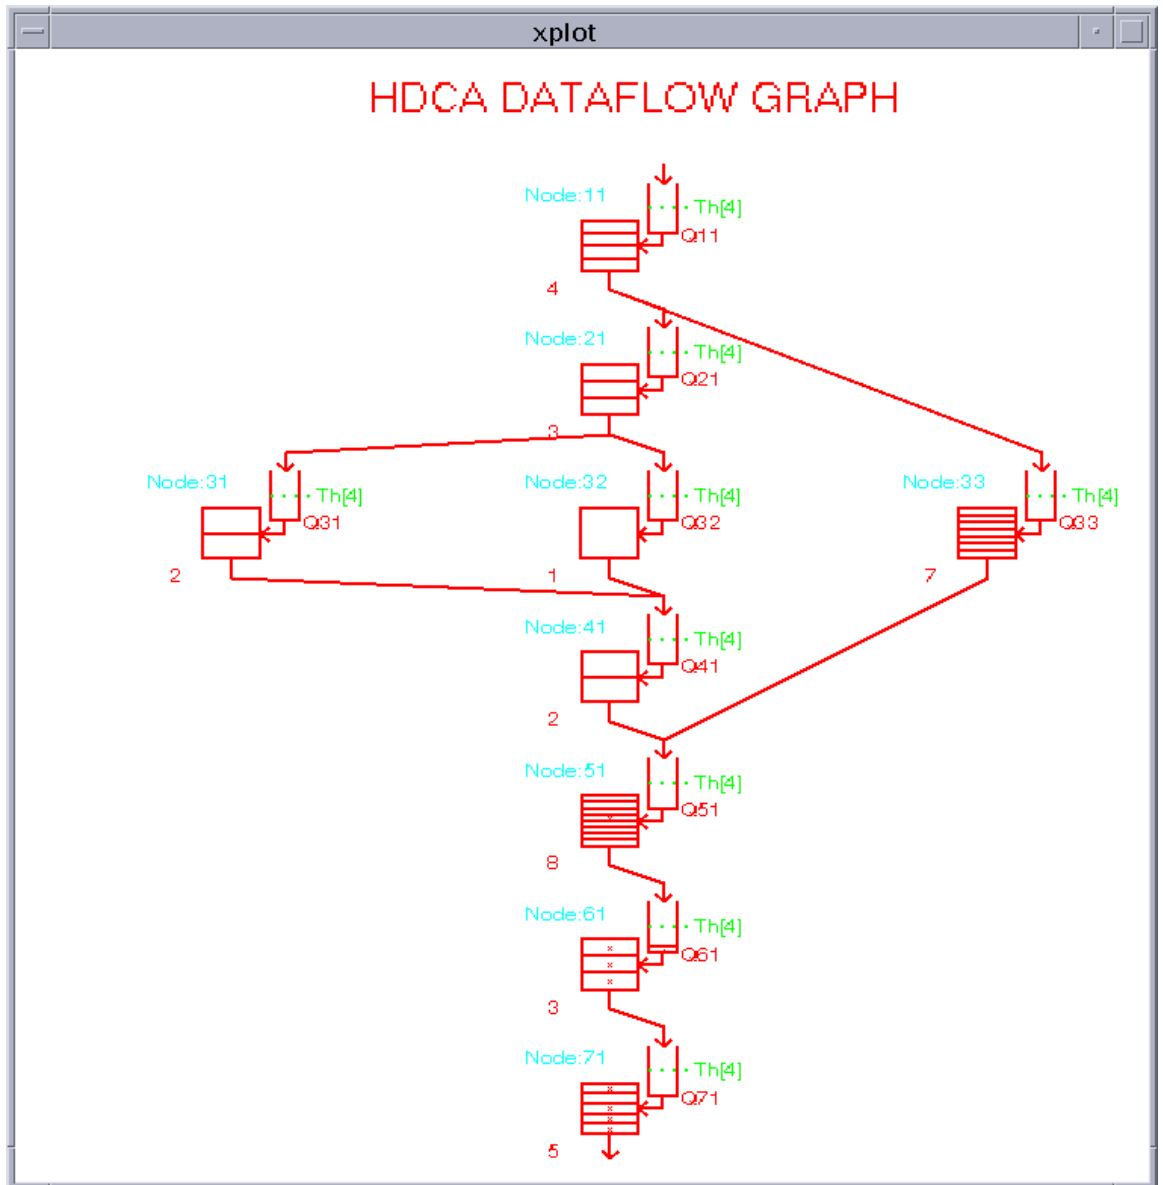 xplot
HDCA DATAFLOW GRAPH
Node:11
Th[4]
Q11
4
Node:21
Th[4]
Q21
3
Node:31
Th[4]
Q31
2
Node:32
Th[4]
Q32
1
Node:33
Th[4]
Q33
7
Node:41
Th[4]
Q41
2
Node:51
Th[4]
Q51
8
Node:61
Th[4]
Q61
3
Node:71
Th[4]
Q71
5